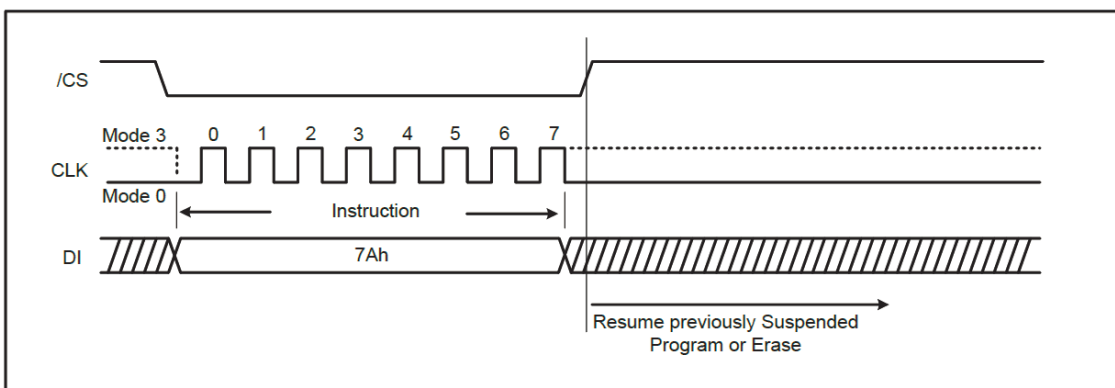 /CS
Mode 3 0 1 2 3 4 5 6 7
CLK
Mode 0
Instruction
DI 7Ah
Resume previously Suspended
Program or Erase